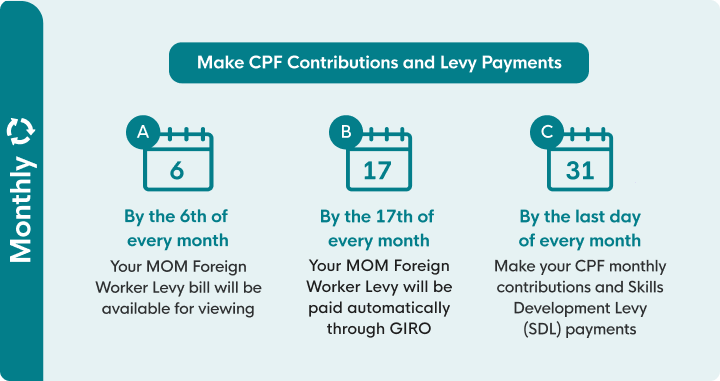 Monthly
Make CPF Contributions and Levy Payments
A
6
By the 6th of
every month
Your MOM Foreign
Worker Levy bill will be
available for viewing
B
17
By the 17th of
every month
Your MOM Foreign
Worker Levy will be
paid automatically
through GIRO
C
31
By the last day
of every month
Make your CPF monthly
contributions and Skills
Development Levy
(SDL) payments